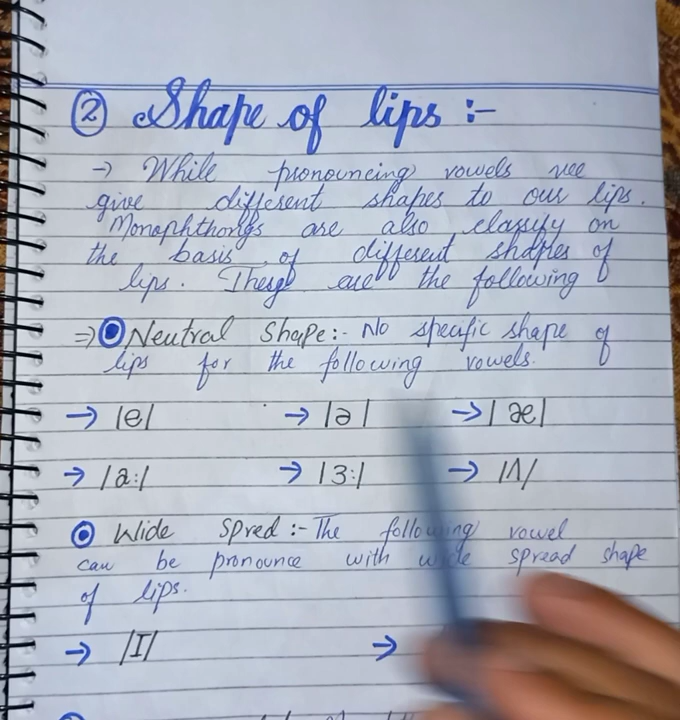 ② Shape of lips :-
→ While pronouncing vowels we
give different shapes to our lips.
Monophthongs are also classify on
the basis of different shapes of
lips. These are the following
⇒ Neutral Shape:- No specific shape of
lips for the following vowels.
→ /e/ → /ə/ → /æ/
→ /a:/ → /3:/ → /Λ/
Wide Spred :- The following vowel
can be pronounce with wide spread shape
of lips.
→ /I/ →